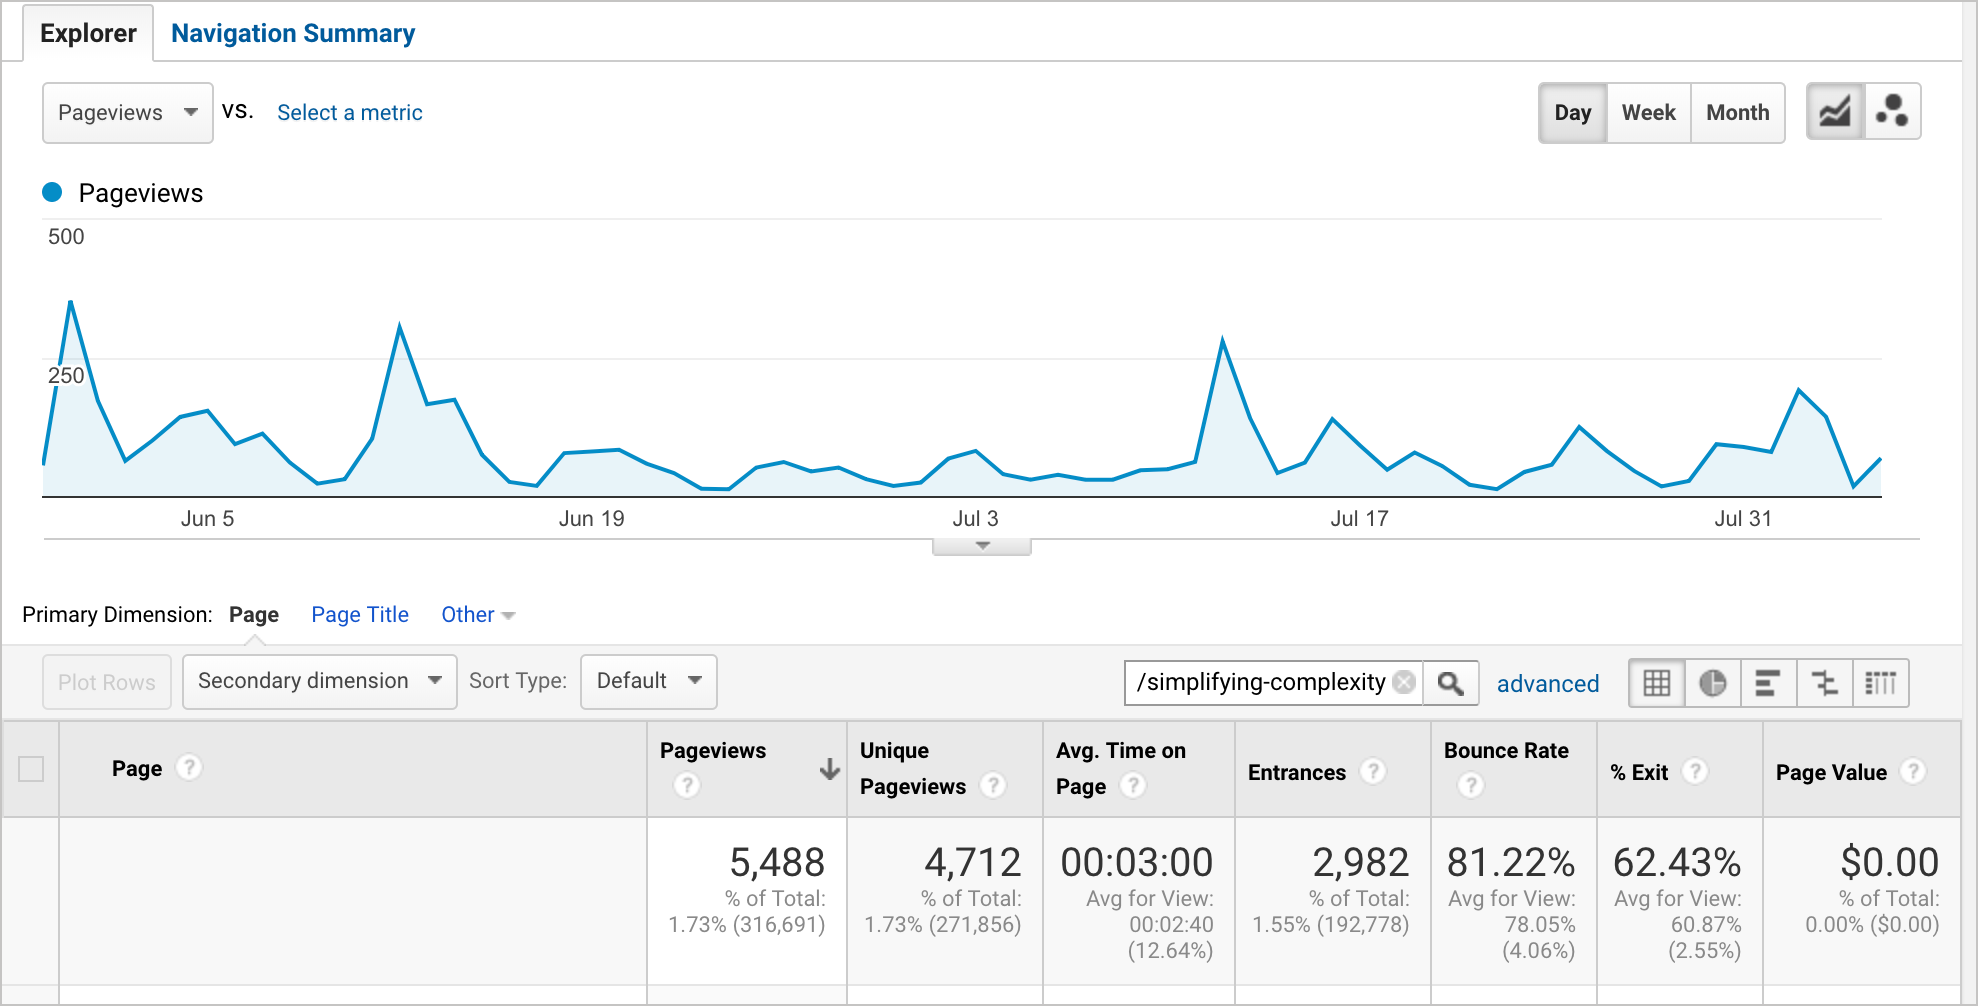 Explorer Navigation Summary
Pageviews vs. Select a metric Day Week Month
Pageviews
500
250
Jun 5 Jun 19 Jul 3 Jul 17 Jul 31
Primary Dimension: Page Page Title Other
Plot Rows Secondary dimension Sort Type: Default /simplifying-complexity advanced
Page ?
Pageviews
?
Unique
Pageviews ?
Avg. Time on
Page ?
Entrances ?
Bounce Rate
?
% Exit ?
Page Value ?
5,488
% of Total:
1.73% (316,691)
4,712
% of Total:
1.73% (271,856)
00:03:00
Avg for View:
00:02:40
(12.64%)
2,982
% of Total:
1.55% (192,778)
81.22%
Avg for View:
78.05%
(4.06%)
62.43%
Avg for View:
60.87%
(2.55%)
$0.00
% of Total:
0.00% ($0.00)